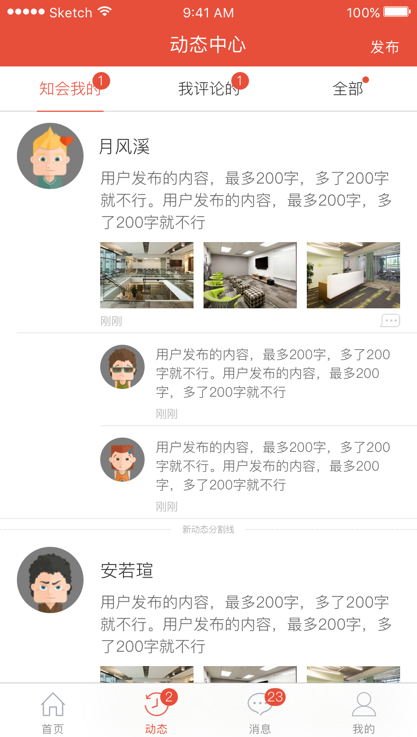 Sketch 9:41 AM 100%
动态中心 发布
知会我的 1 我评论的 1 全部
月风溪
用户发布的内容，最多200字，多了200字
就不行。用户发布的内容，最多200字，多
了200字就不行
刚刚
用户发布的内容，最多200字，多了200
字就不行。用户发布的内容，最多200
字，多了200字就不行
刚刚
用户发布的内容，最多200字，多了200
字就不行。用户发布的内容，最多200
字，多了200字就不行
刚刚
新动态分割线
安若瑄
用户发布的内容，最多200字，多了200字
就不行。用户发布的内容，最多200字，多
了200字就不行
2 23
首页 动态 消息 我的